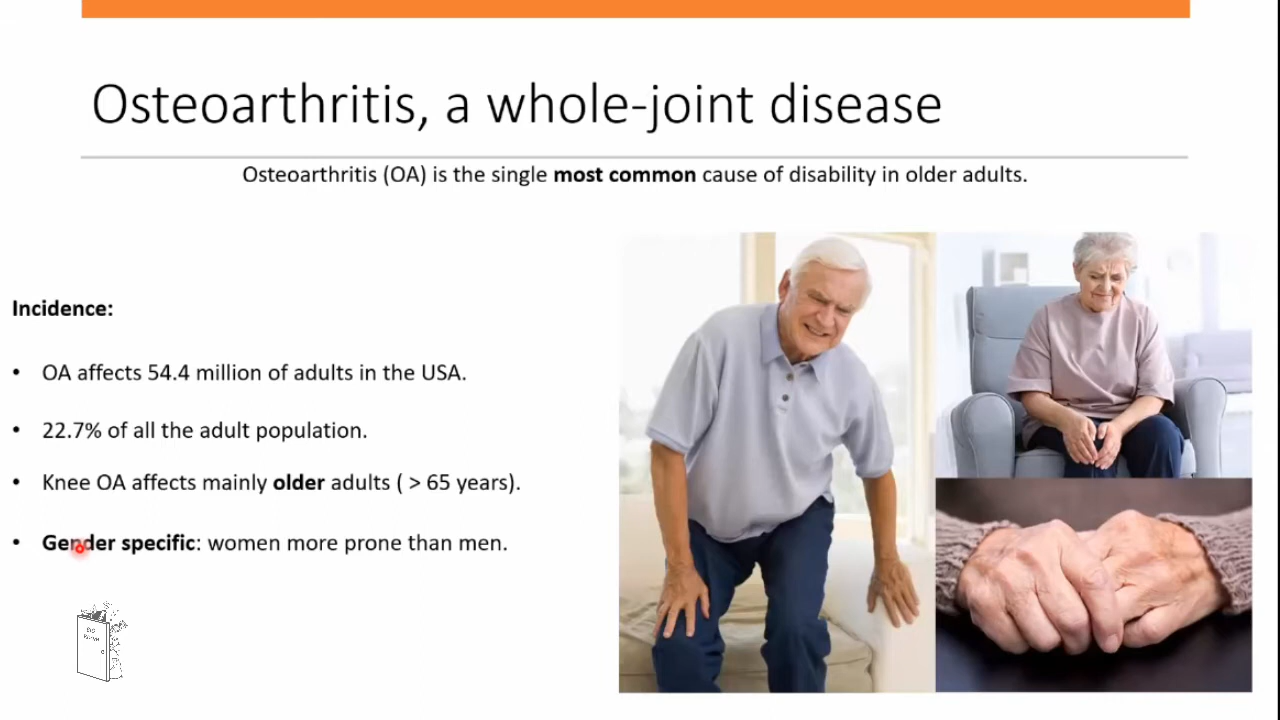 Osteoarthritis, a whole-joint disease
Osteoarthritis (OA) is the single most common cause of disability in older adults.
Incidence:
• OA affects 54.4 million of adults in the USA.
• 22.7% of all the adult population.
• Knee OA affects mainly older adults ( > 65 years).
• Gender specific: women more prone than men.